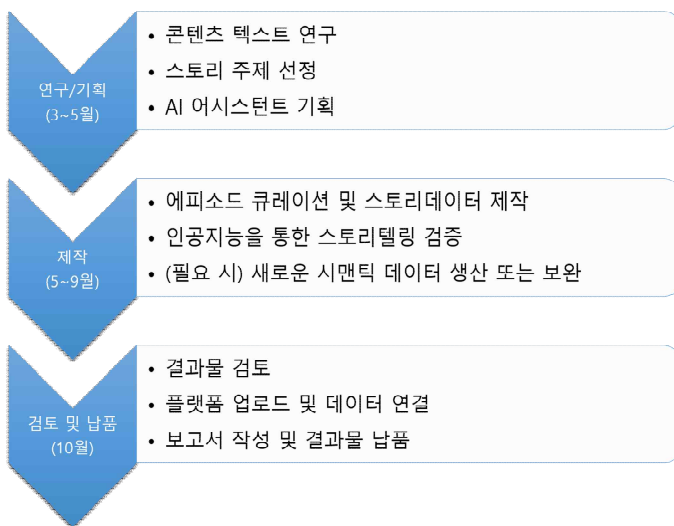 연구/기획
(3~5월)
• 콘텐츠 텍스트 연구
• 스토리 주제 선정
• AI 어시스턴트 기획
제작
(5~9월)
• 에피소드 큐레이션 및 스토리데이터 제작
• 인공지능을 통한 스토리텔링 검증
• (필요 시) 새로운 시맨틱 데이터 생산 또는 보완
검토 및 납품
(10월)
• 결과물 검토
• 플랫폼 업로드 및 데이터 연결
• 보고서 작성 및 결과물 납품